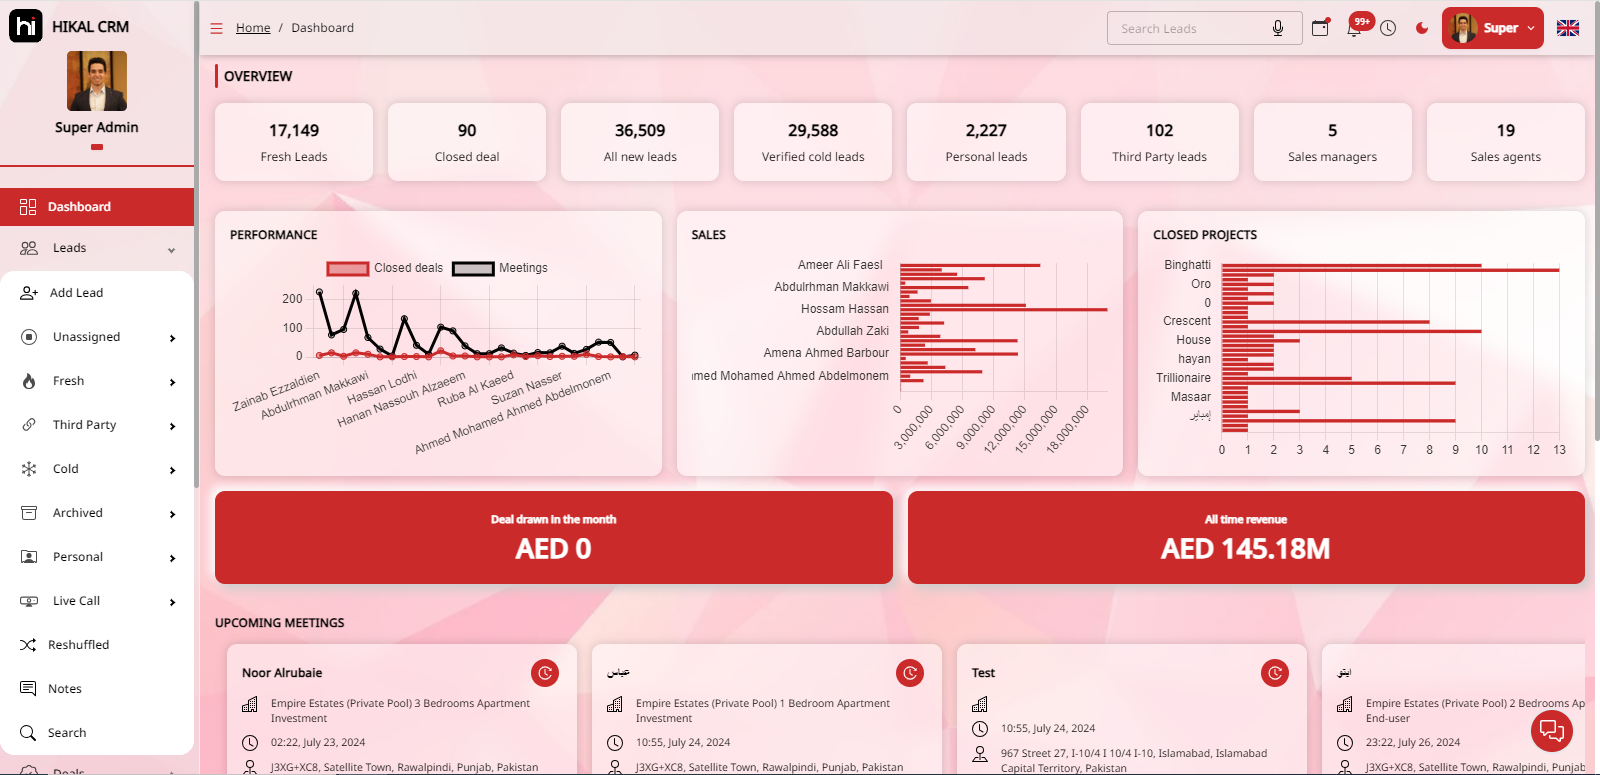 hi HIKAL CRM
Super Admin
Dashboard
Leads
Add Lead
Unassigned
Fresh
Third Party
Cold
Archived
Personal
Live Call
Reshuffled
Notes
Search
Deals
Home / Dashboard
Search Leads
99+
Super
OVERVIEW
17,149
Fresh Leads
90
Closed deal
36,509
All new leads
29,588
Verified cold leads
2,227
Personal leads
102
Third Party leads
5
Sales managers
19
Sales agents
PERFORMANCE
Closed deals Meetings
200
100
0
Zainab Ezzaldien
Abdulrhman Makkawi
Hassan Lodhi
Hanan Nassouh Alzaeem
Ruba Al Kaeed
Suzan Nasser
Ahmed Mohamed Ahmed Abdelmonem
SALES
Ameer Ali Faesl
Abdulrhman Makkawi
Hossam Hassan
Abdullah Zaki
Amena Ahmed Barbour
med Mohamed Ahmed Abdelmonem
0
3,000,000
6,000,000
9,000,000
12,000,000
15,000,000
18,000,000
CLOSED PROJECTS
Binghatti
Oro
0
Crescent
House
hayan
Trillionaire
Masaar
إمباير
0 1 2 3 4 5 6 7 8 9 10 11 12 13
Deal drawn in the month
AED 0
All time revenue
AED 145.18M
UPCOMING MEETINGS
Noor Alrubaie
Empire Estates (Private Pool) 3 Bedrooms Apartment
Investment
02:22, July 23, 2024
J3XG+XC8, Satellite Town, Rawalpindi, Punjab, Pakistan
عباس
Empire Estates (Private Pool) 1 Bedroom Apartment
Investment
10:55, July 24, 2024
J3XG+XC8, Satellite Town, Rawalpindi, Punjab, Pakistan
Test
10:55, July 24, 2024
967 Street 27, I-10/4 I 10/4 I-10, Islamabad, Islamabad
Capital Territory, Pakistan
Empire Estates (Private Pool) 2 Bedrooms Ap
End-user
23:22, July 26, 2024
J3XG+XC8, Satellite Town, Rawalpindi, Punjab